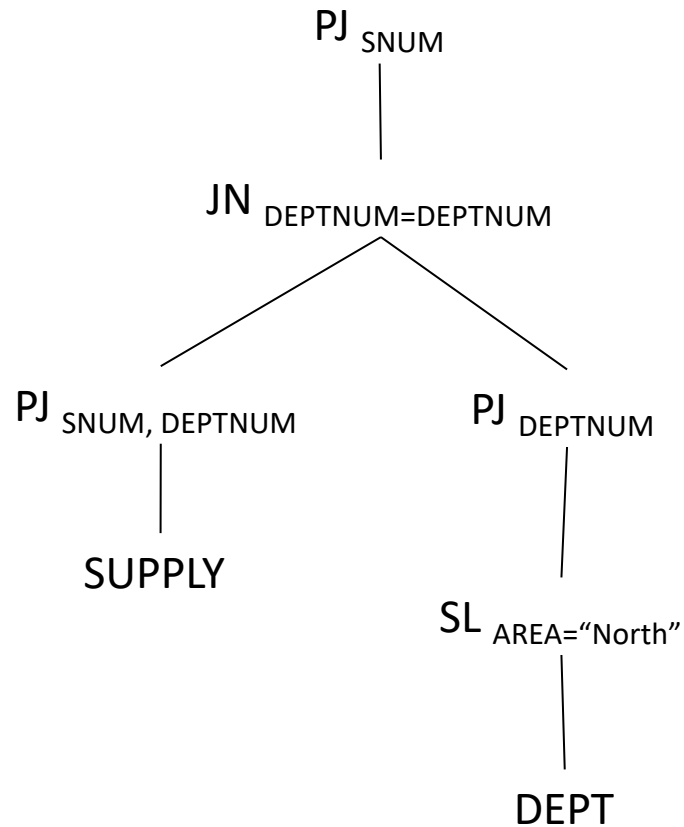 PJ SNUM
JN DEPTNUM=DEPTNUM
PJ SNUM, DEPTNUM
PJ DEPTNUM
SUPPLY
SL AREA=“North”
DEPT